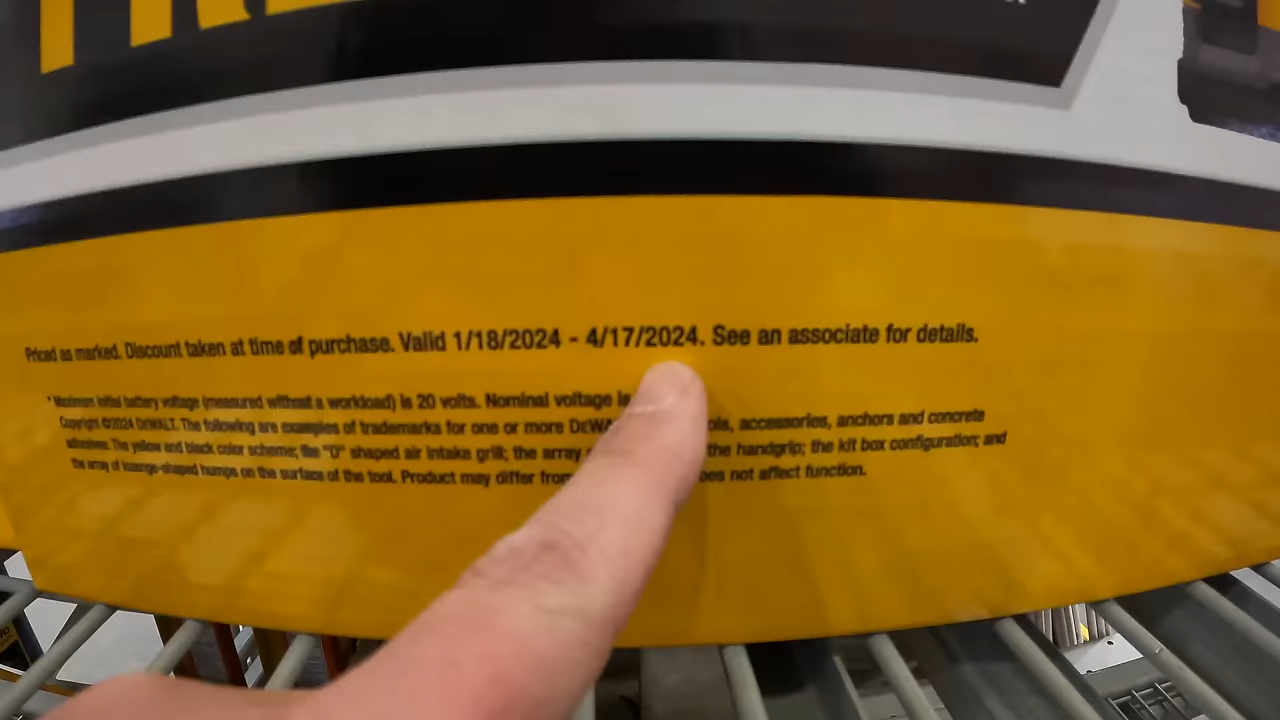 Priced as marked. Discount taken at time of purchase. Valid 1/18/2024 - 4/17/2024. See an associate for details.
* Maximum initial battery voltage (measured without a workload) is 20 volts. Nominal voltage is
Copyright ©2024 DEWALT. The following are examples of trademarks for one or more DEWA ols, accessories, anchors and concrete
adhesives: The yellow and black color scheme; the "D" shaped air intake grill; the array the handgrip; the kit box configuration; and
the array of lozenge-shaped humps on the surface of the tool. Product may differ from oes not affect function.